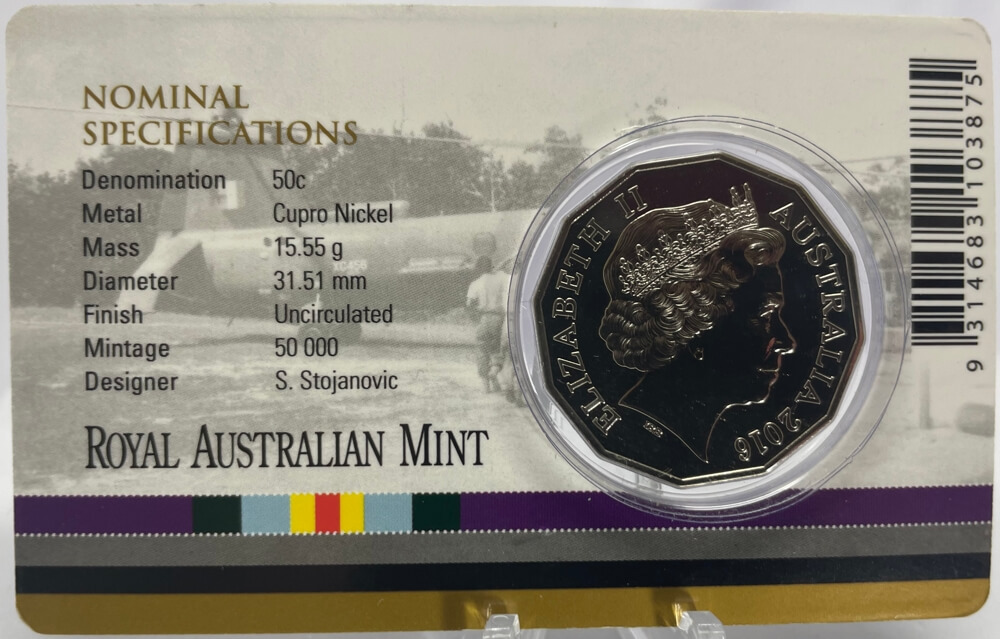 NOMINAL
SPECIFICATIONS
Denomination 50c
Metal Cupro Nickel
Mass 15.55 g
Diameter 31.51 mm
Finish Uncirculated
Mintage 50 000
Designer S. Stojanovic
ROYAL AUSTRALIAN MINT
ELIZABETH II
AUSTRALIA 2016
9 314683 103875